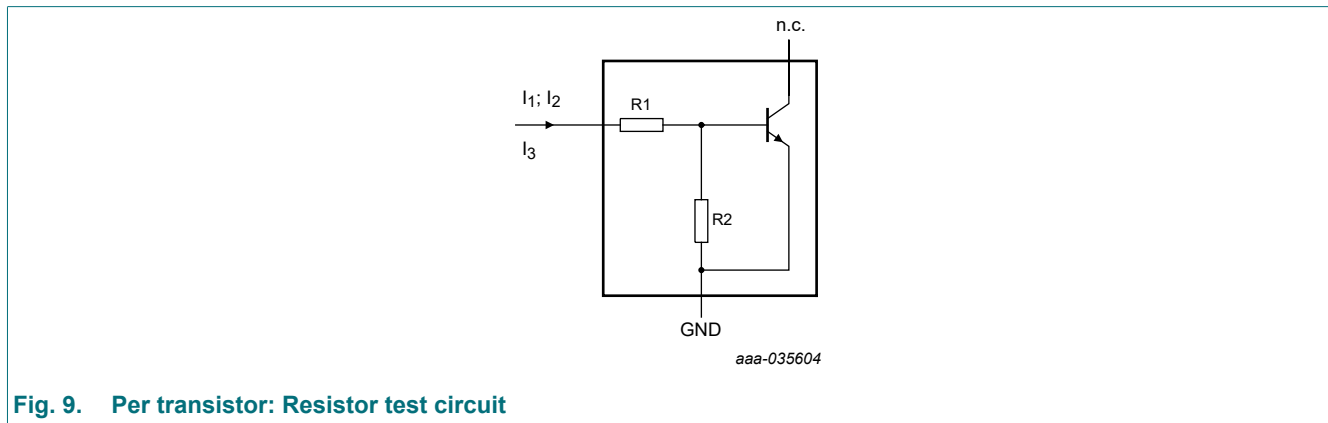 n.c.
I1; I2
R1
I3
R2
GND
aaa-035604
Fig. 9. Per transistor: Resistor test circuit